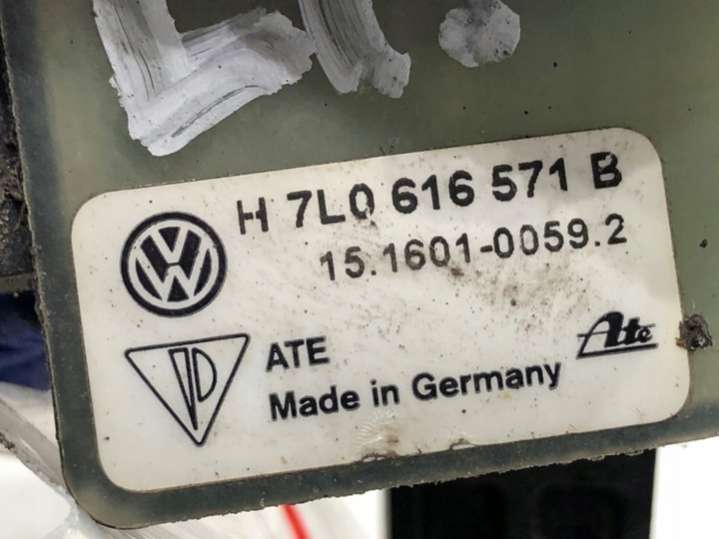 H 7L0 616 571 B
15.1601-0059.2
ATE
Ate
Made in Germany